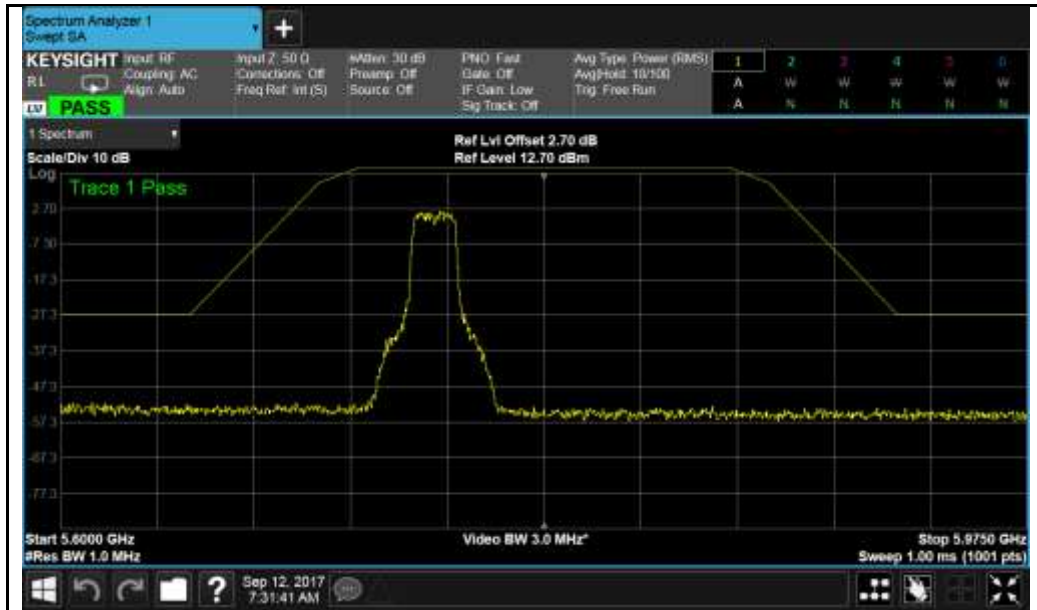 Spectrum Analyzer 1
Swept SA
+
KEYSIGHT Input: RF Input Z: 50 Ω #Atten: 30 dB PNO: Fast Avg Type: Power (RMS) 1 2 3 4 5 6
RL Coupling: AC Corrections: Off Preamp: Off Gate: Off Avg|Hold: 10/100 A W W W W W
Align: Auto Freq Ref: Int (S) Source: Off IF Gain: Low Trig: Free Run
LXI PASS Sig Track: Off A N N N N N
1 Spectrum
Ref Lvl Offset 2.70 dB
Scale/Div 10 dB Ref Level 12.70 dBm
Log
Trace 1 Pass
2.70
-7.30
-17.3
-27.3
-37.3
-47.3
-57.3
-67.3
-77.3
Start 5.6000 GHz Video BW 3.0 MHz* Stop 5.9750 GHz
#Res BW 1.0 MHz Sweep 1.00 ms (1001 pts)
? Sep 12, 2017
7:31:41 AM